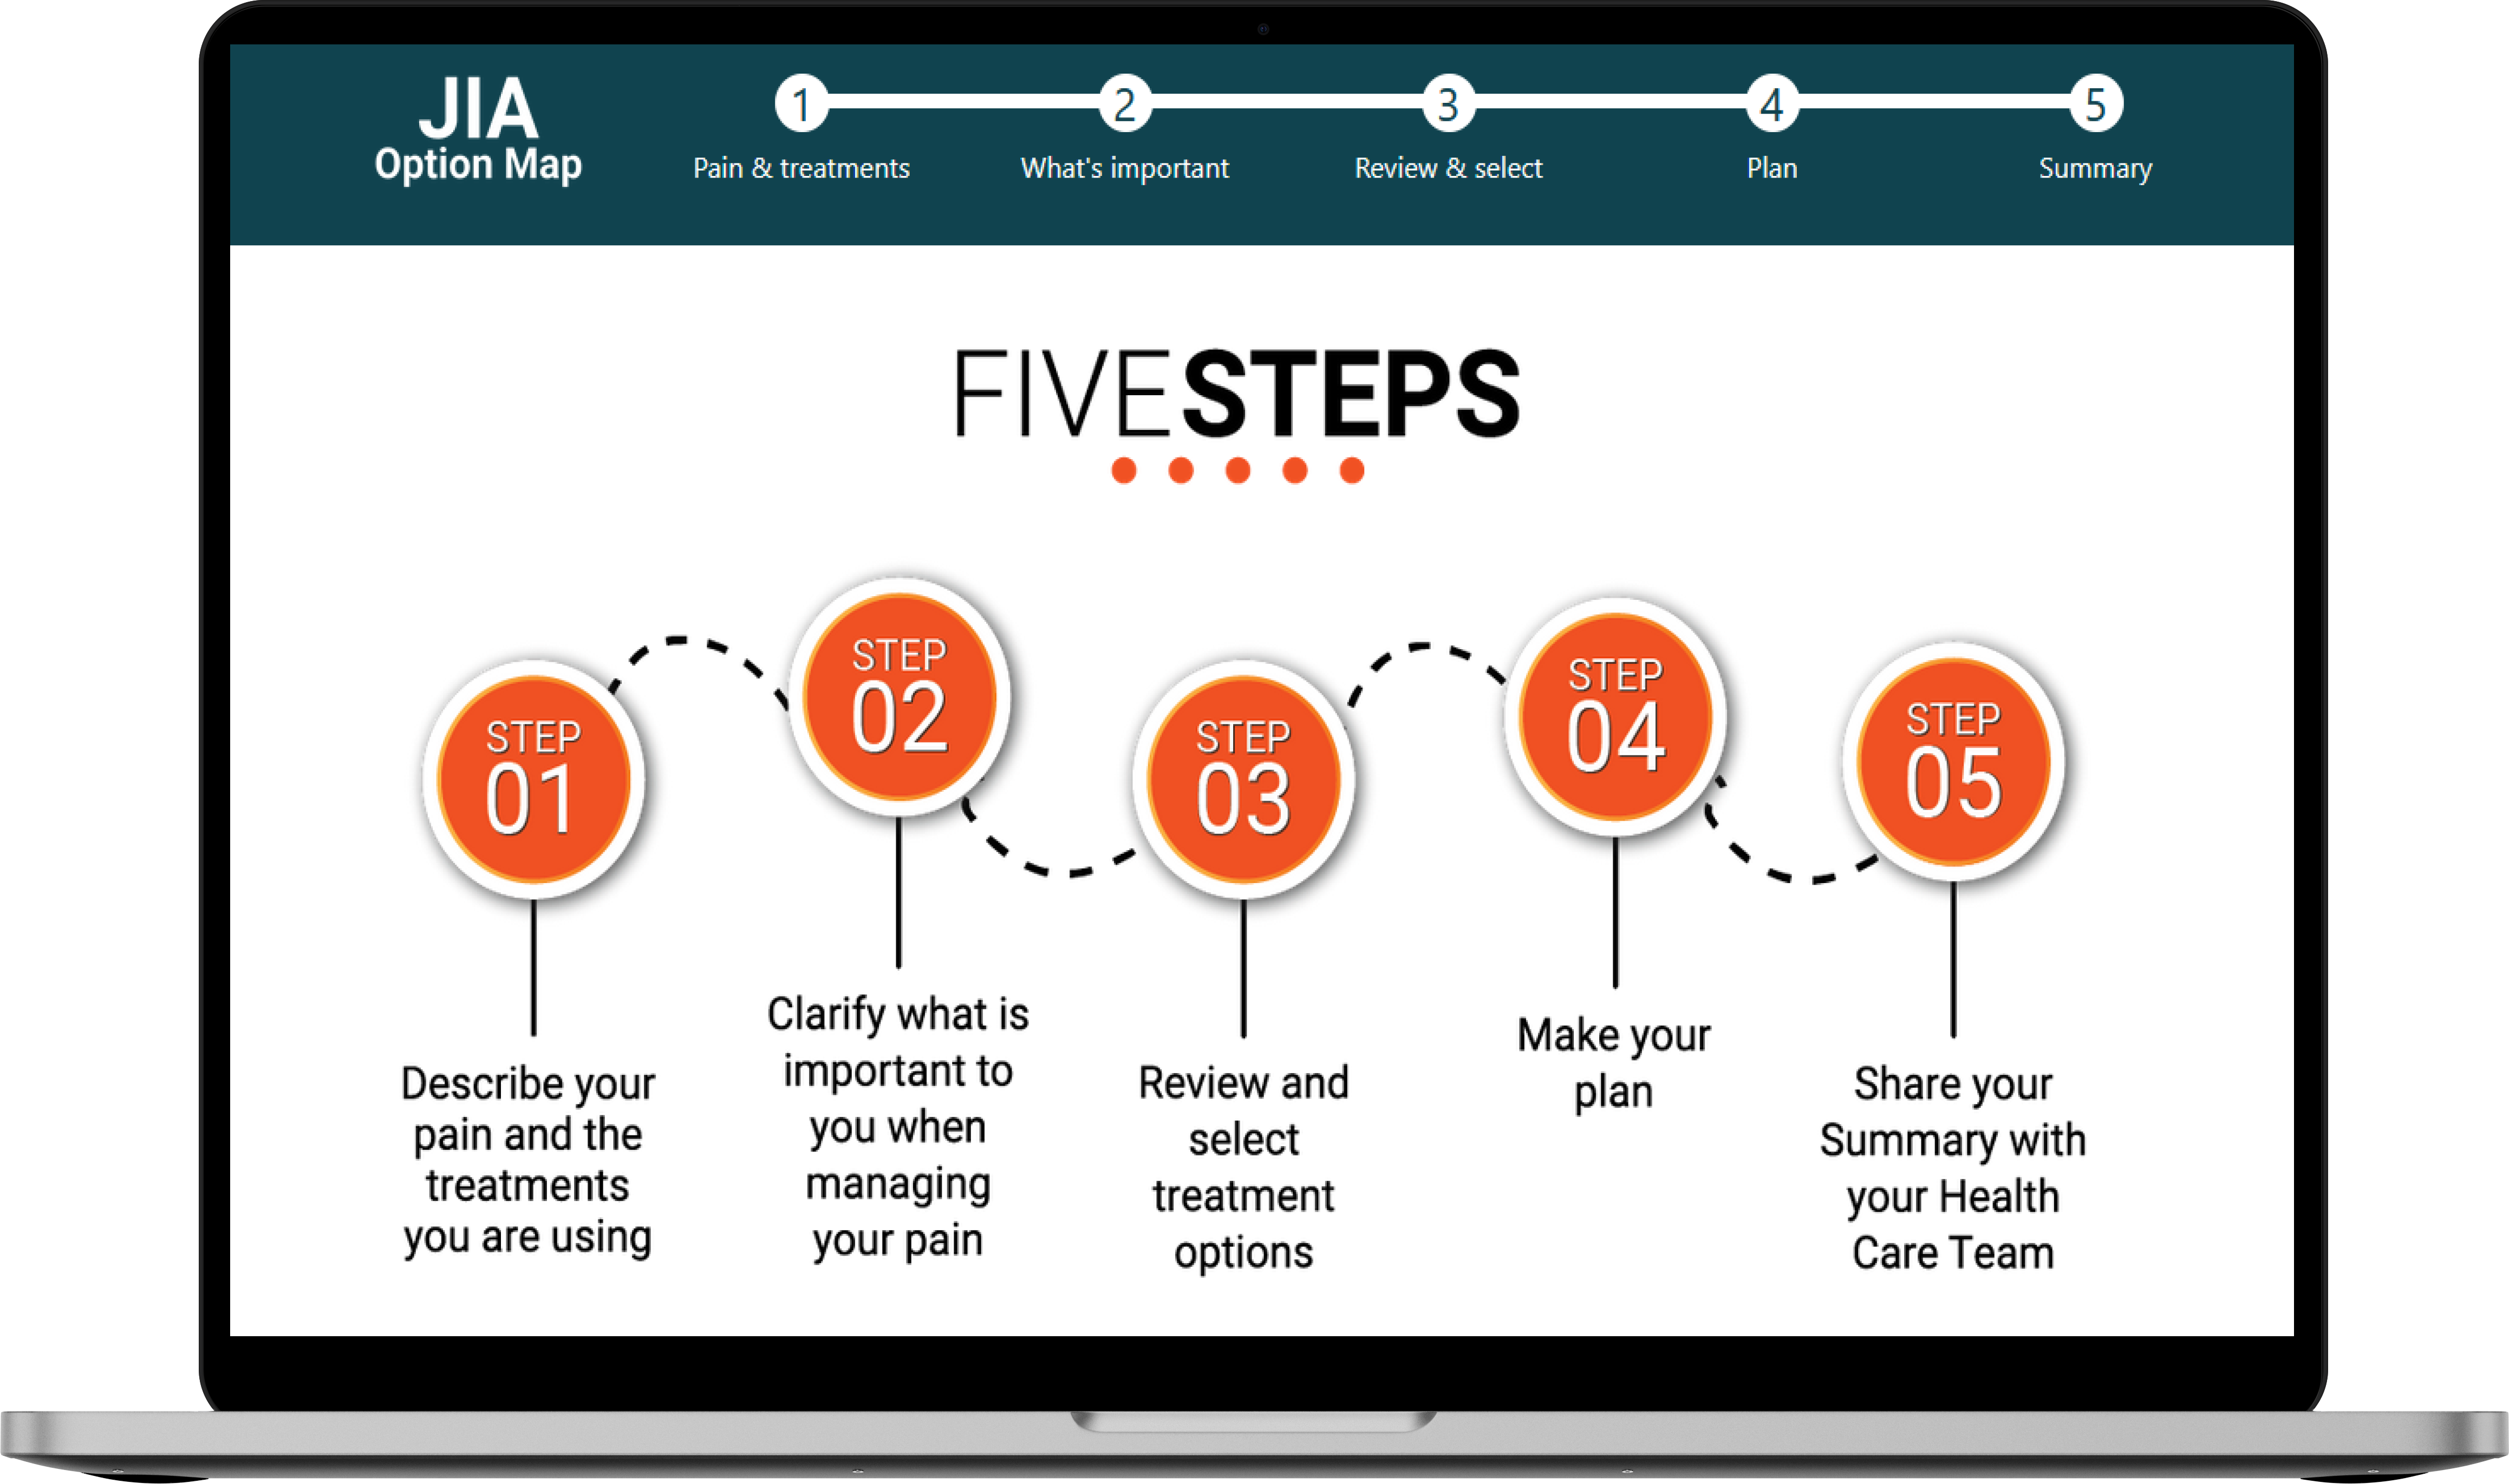 JIA
Option Map
1
2
3
4
5
Pain & treatments
What's important
Review & select
Plan
Summary
FIVESTEPS
STEP
01
STEP
02
STEP
03
STEP
04
STEP
05
Describe your
pain and the
treatments
you are using
Clarify what is
important to
you when
managing
your pain
Review and
select
treatment
options
Make your
plan
Share your
Summary with
your Health
Care Team